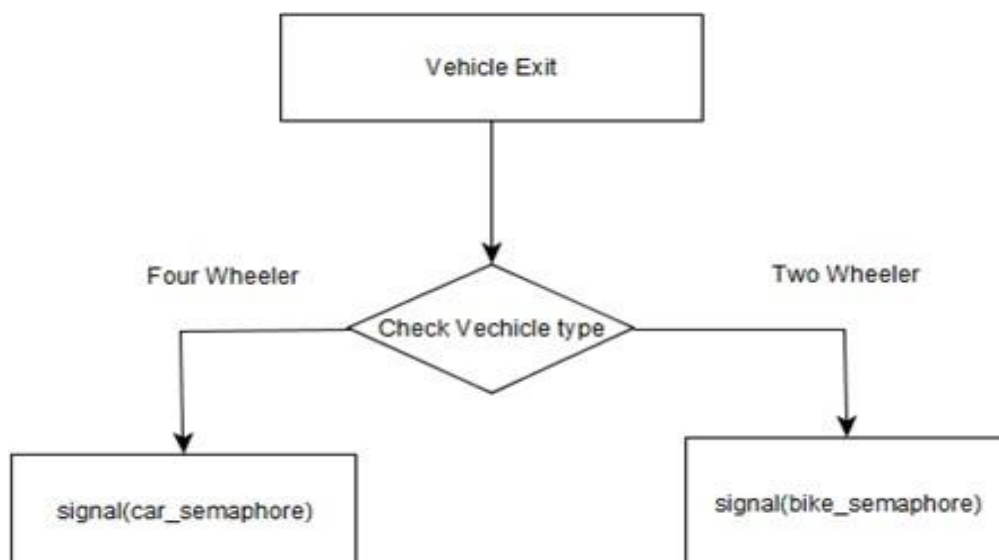 Vehicle Exit
Four Wheeler
Two Wheeler
Check Vechicle type
signal(car_semaphore)
signal(bike_semaphore)